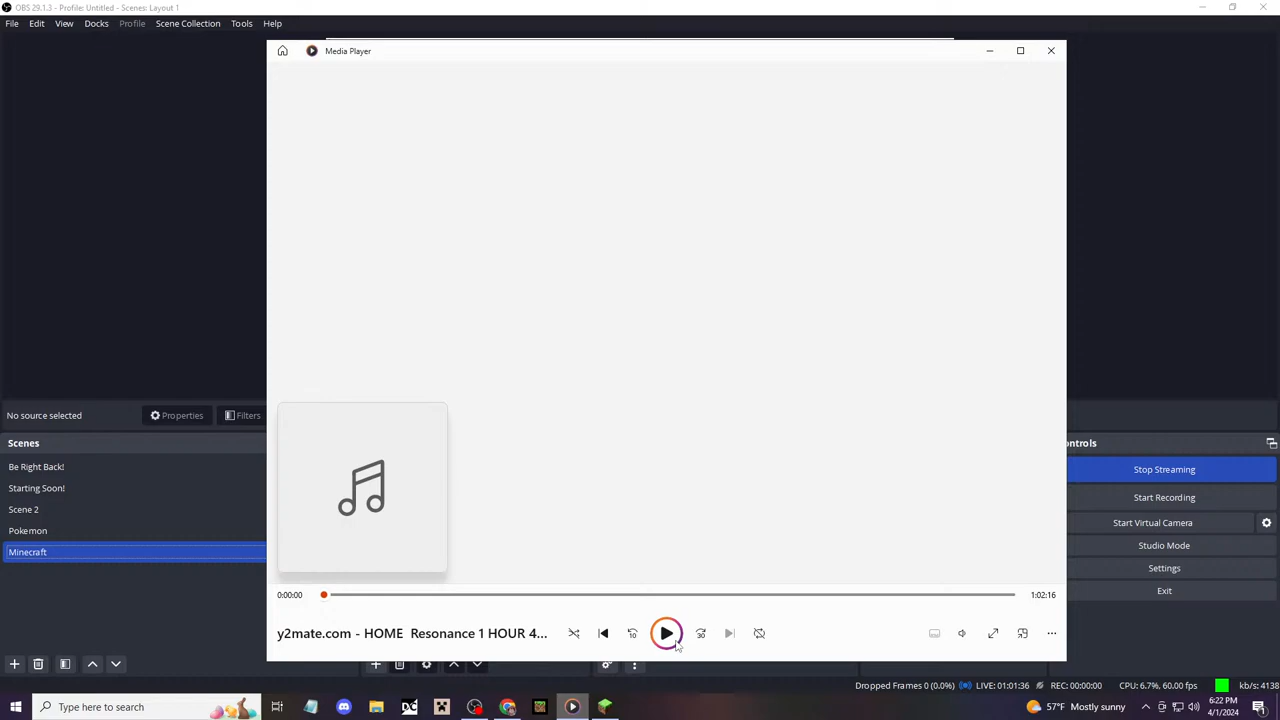 OBS 29.1.3 - Profile: Untitled - Scenes: Layout 1
File Edit View Docks Profile Scene Collection Tools Help
Media Player
No source selected
Properties
Filters
Scenes
ontrols
Be Right Back!
Starting Soon!
Scene 2
Pokemon
Minecraft
Stop Streaming
Start Recording
Start Virtual Camera
Studio Mode
Settings
Exit
0:00:00
1:02:16
y2mate.com - HOME Resonance 1 HOUR 4...
10
30
Dropped Frames 0 (0.0%) LIVE: 01:01:36 REC: 00:00:00 CPU: 6.7%, 60.00 fps kb/s: 4138
Type here to search
DC
57°F Mostly sunny
6:22 PM
4/1/2024